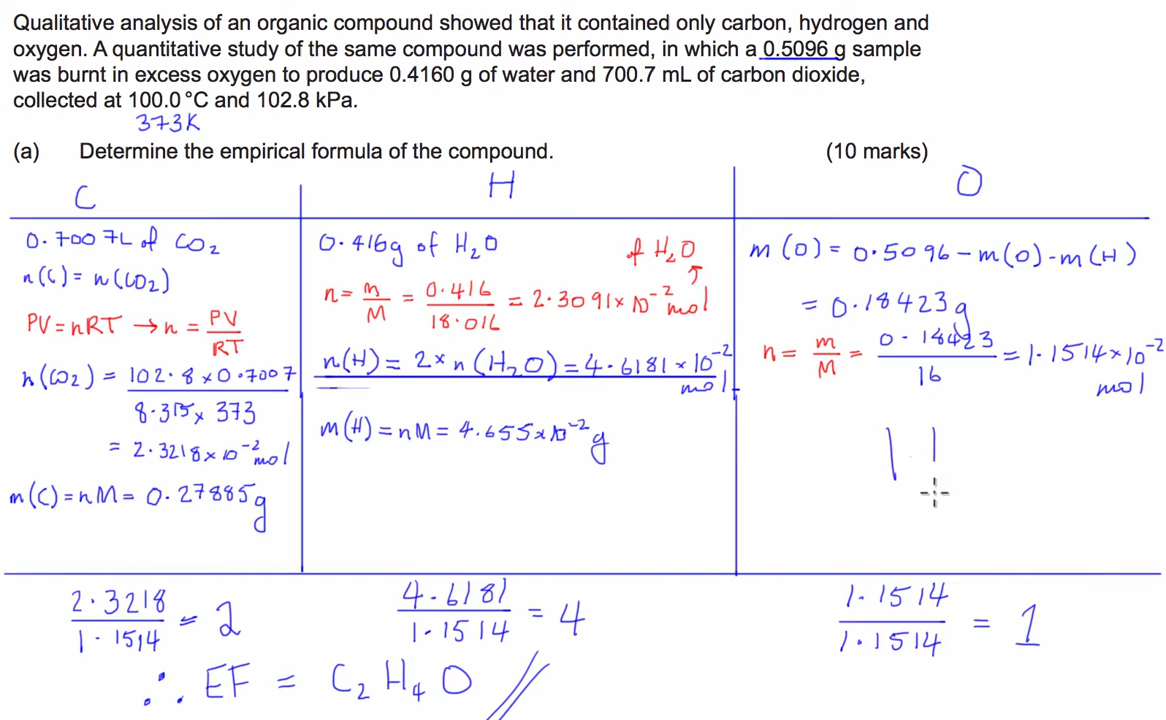 Qualitative analysis of an organic compound showed that it contained only carbon, hydrogen and
oxygen. A quantitative study of the same compound was performed, in which a 0.5096 g sample
was burnt in excess oxygen to produce 0.4160 g of water and 700.7 mL of carbon dioxide,
collected at 100.0 °C and 102.8 kPa.
373K
(a) Determine the empirical formula of the compound. (10 marks)
C
0.7007L of CO₂
n(C) = n(CO₂)
PV = nRT → n = PV/RT
n(CO₂) = 102.8 × 0.7007 / 8.315 × 373
= 2.3218 × 10⁻² mol
m(C) = nM = 0.27885g
H
0.416g of H₂O
of H₂O
n = m/M = 0.416/18.016 = 2.3091 × 10⁻² mol
n(H) = 2 × n(H₂O) = 4.6181 × 10⁻²
mol
m(H) = nM = 4.655 × 10⁻² g
O
m(O) = 0.5096 - m(O) - m(H)
= 0.18423g
n = m/M = 0.18423/16 = 1.1514 × 10⁻²
mol
2.3218/1.1514 = 2
4.6181/1.1514 = 4
1.1514/1.1514 = 1
∴ EF = C₂H₄O